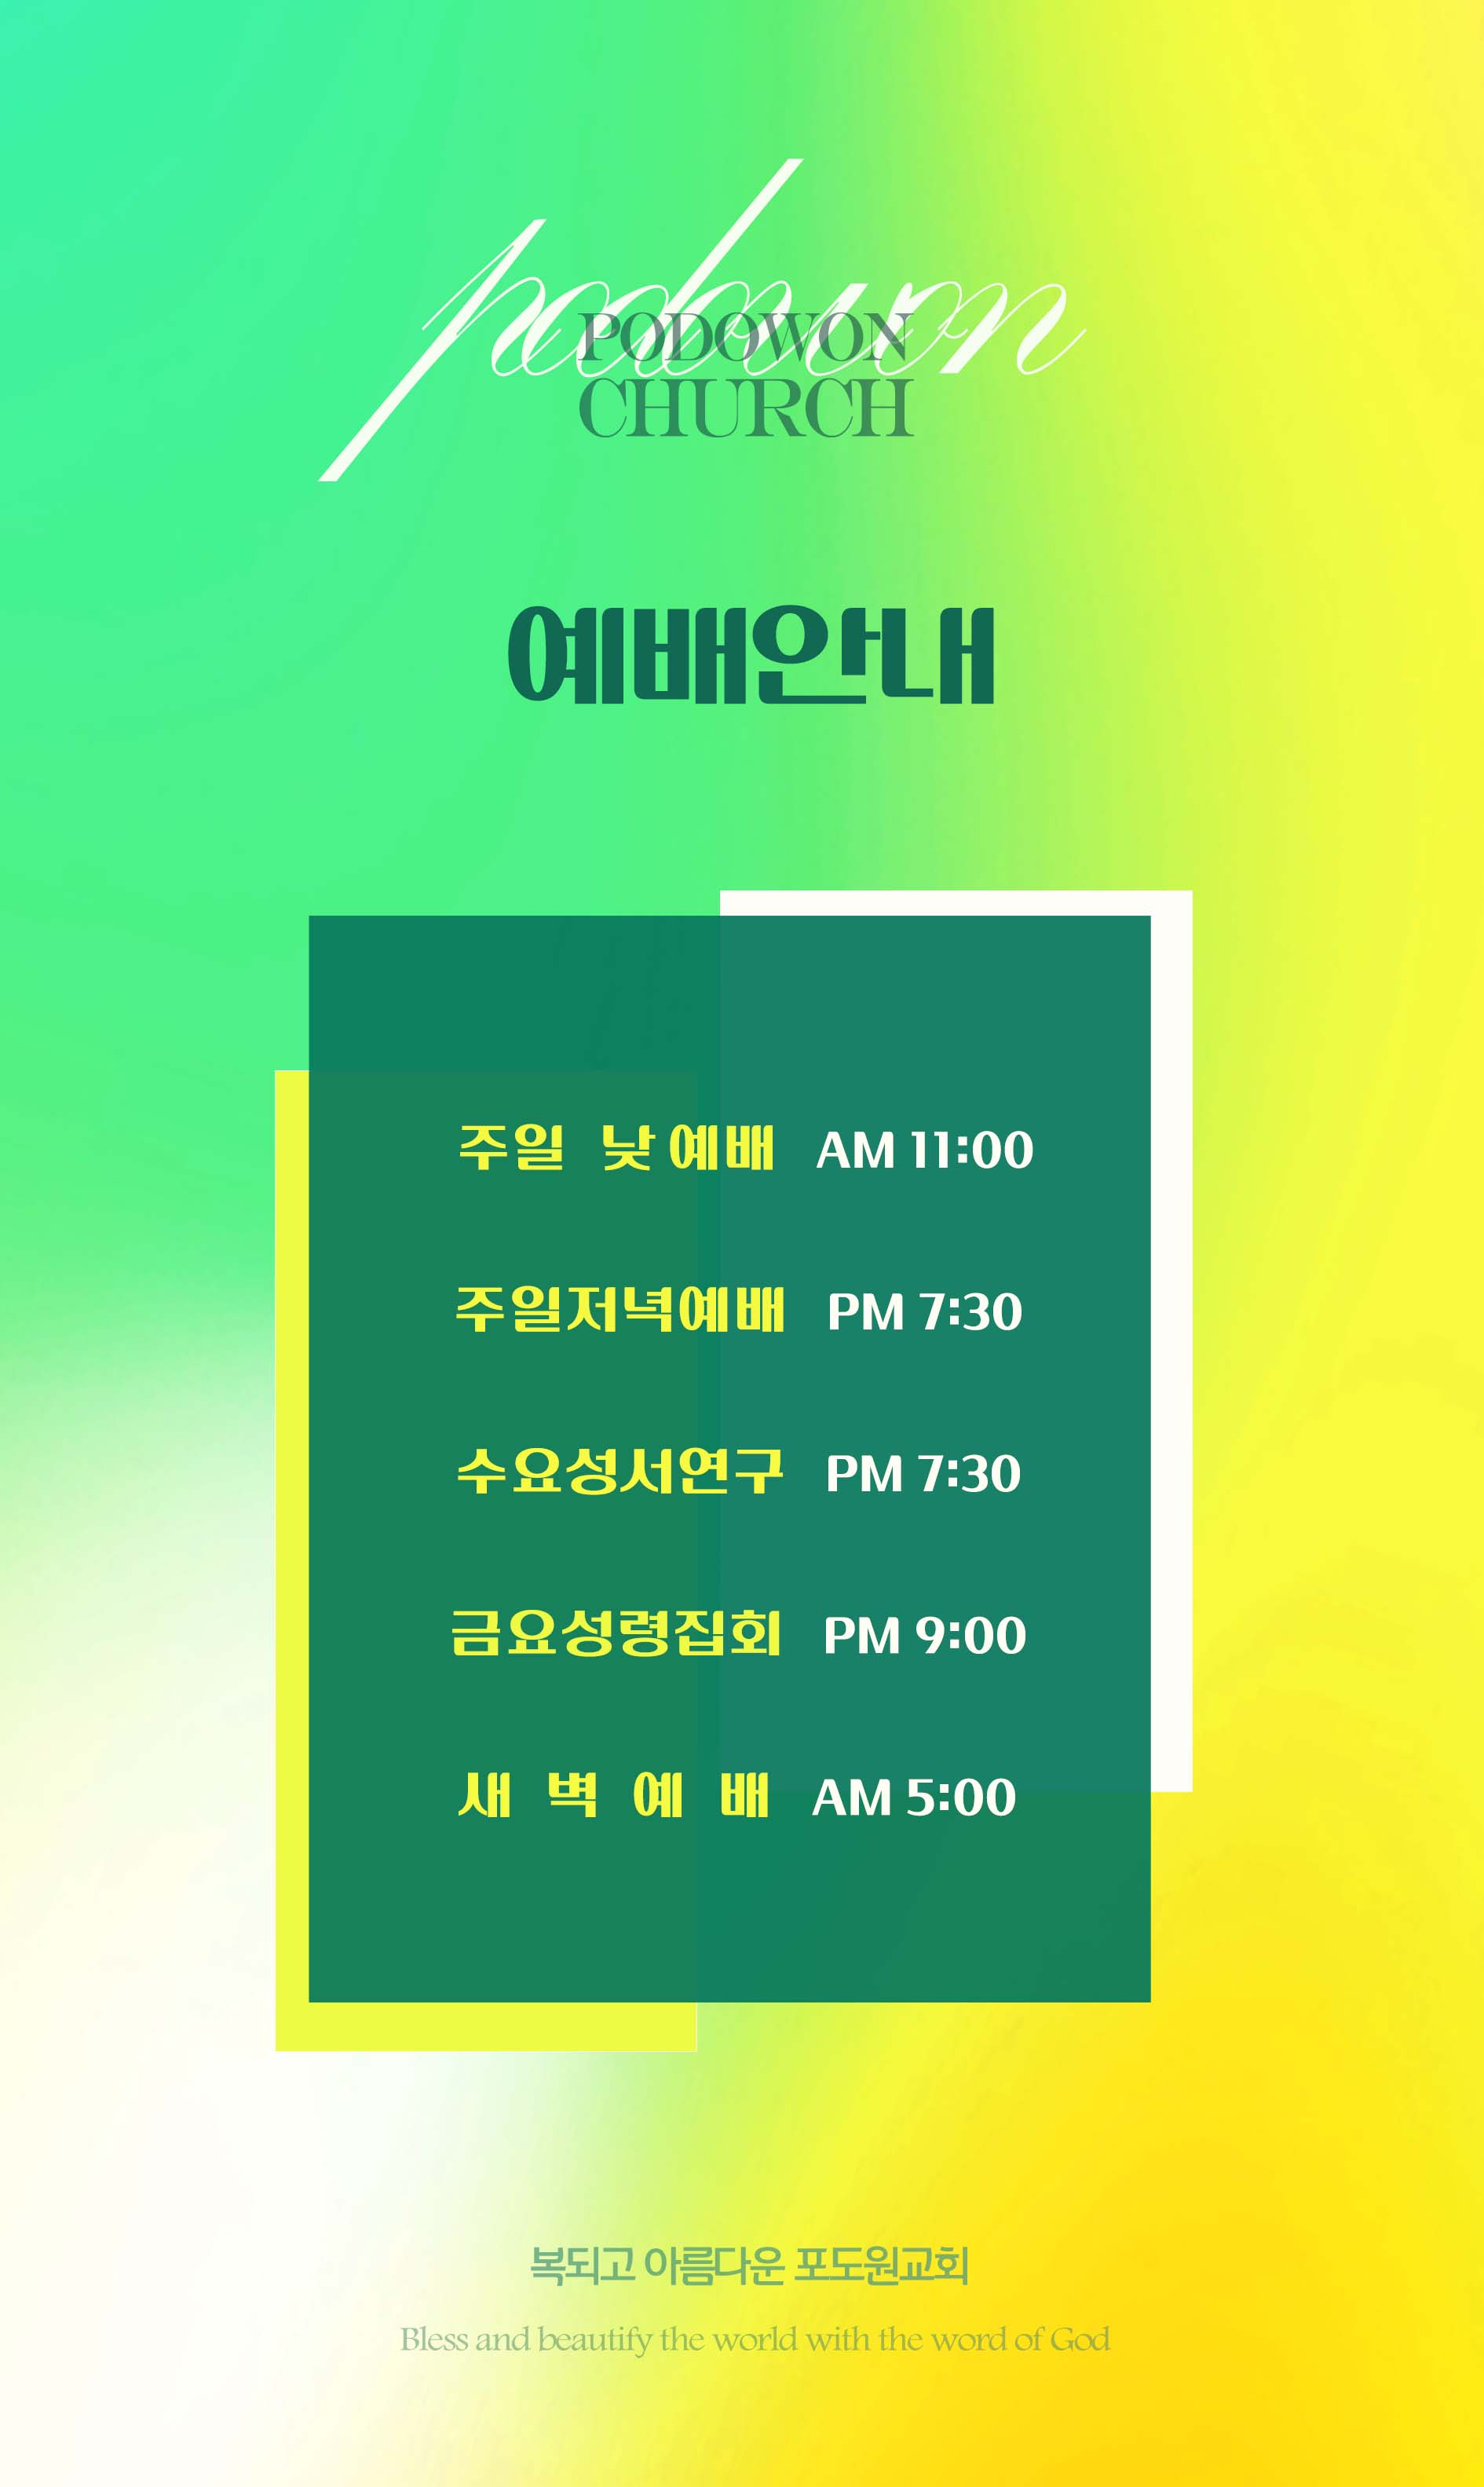 podowon
PODOWON
CHURCH
예배안내
주일 낮예배 AM 11:00
주일저녁예배 PM 7:30
수요성서연구 PM 7:30
금요성령집회 PM 9:00
새 벽 예 배 AM 5:00
복되고 아름다운 포도원교회
Bless and beautify the world with the word of God